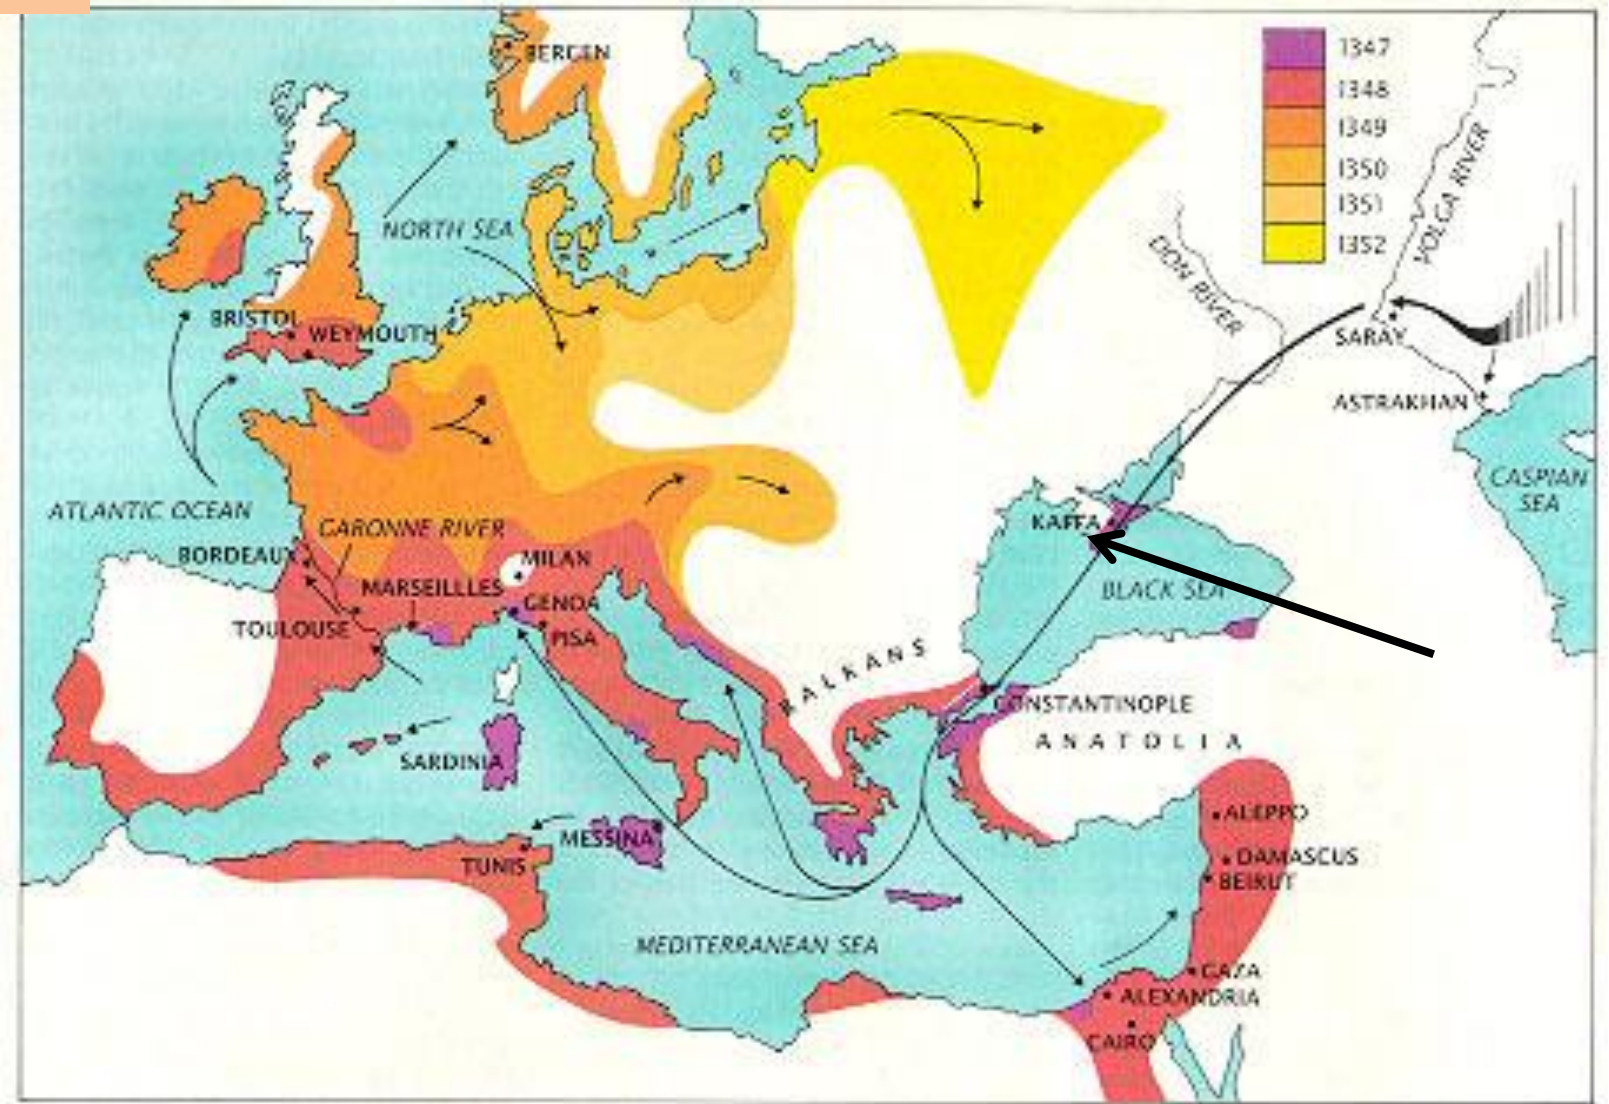 BERGEN
1347
1348
1349
1350
1351
1352
VOLGA RIVER
DON RIVER
NORTH SEA
BRISTOL
WEYMOUTH
SARAY
ASTRAKHAN
CASPIAN
SEA
ATLANTIC OCEAN
GARONNE RIVER
KAFFA
BORDEAUX
MILAN
MARSEILLLES
BLACK SEA
GENOA
TOULOUSE
PISA
BALKANS
CONSTANTINOPLE
ANATOLIA
SARDINIA
ALEPPO
MESSINA
TUNIS
DAMASCUS
BEIRUT
MEDITERRANEAN SEA
GAZA
ALEXANDRIA
CAIRO